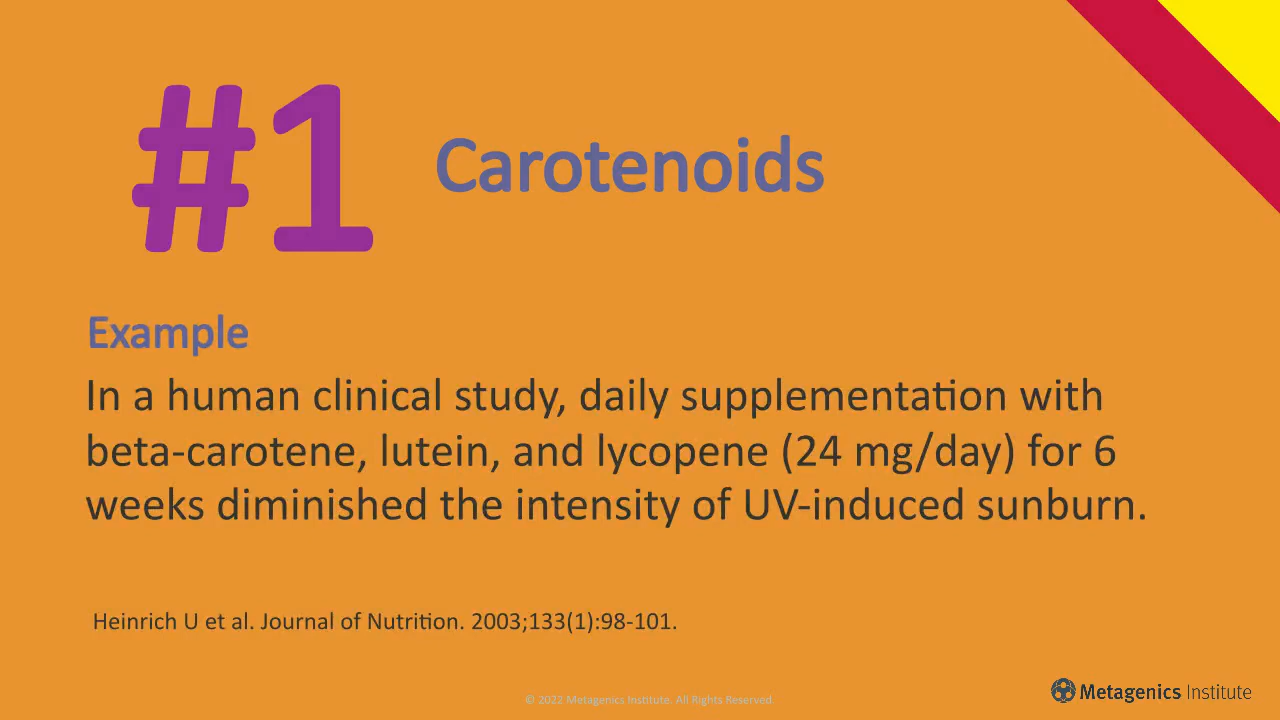 #1
Carotenoids
Example
In a human clinical study, daily supplementation with
beta-carotene, lutein, and lycopene (24 mg/day) for 6
weeks diminished the intensity of UV-induced sunburn.
Heinrich U et al. Journal of Nutrition. 2003;133(1):98-101.
© 2022 Metagenics Institute. All Rights Reserved.
Metagenics Institute